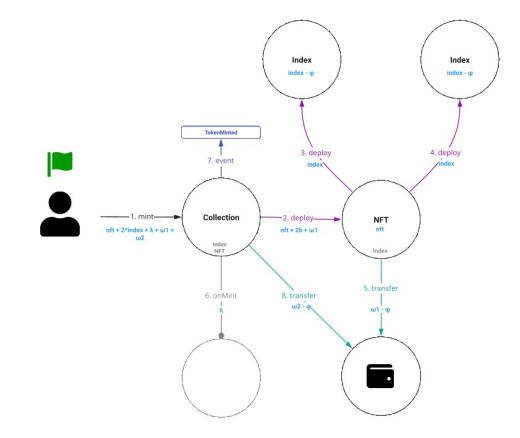 Index
index - φ
Index
index - φ
TokenMinted
7. event
3. deploy
index
4. deploy
index
1. mint
nft + 2*index + λ + ω1 +
ω2
Collection
2. deploy
nft + 2b + ω1
NFT
nft
Index
NFT
Index
6. onMint
λ
8. transfer
ω2 - φ
5. transfer
ω1 - φ